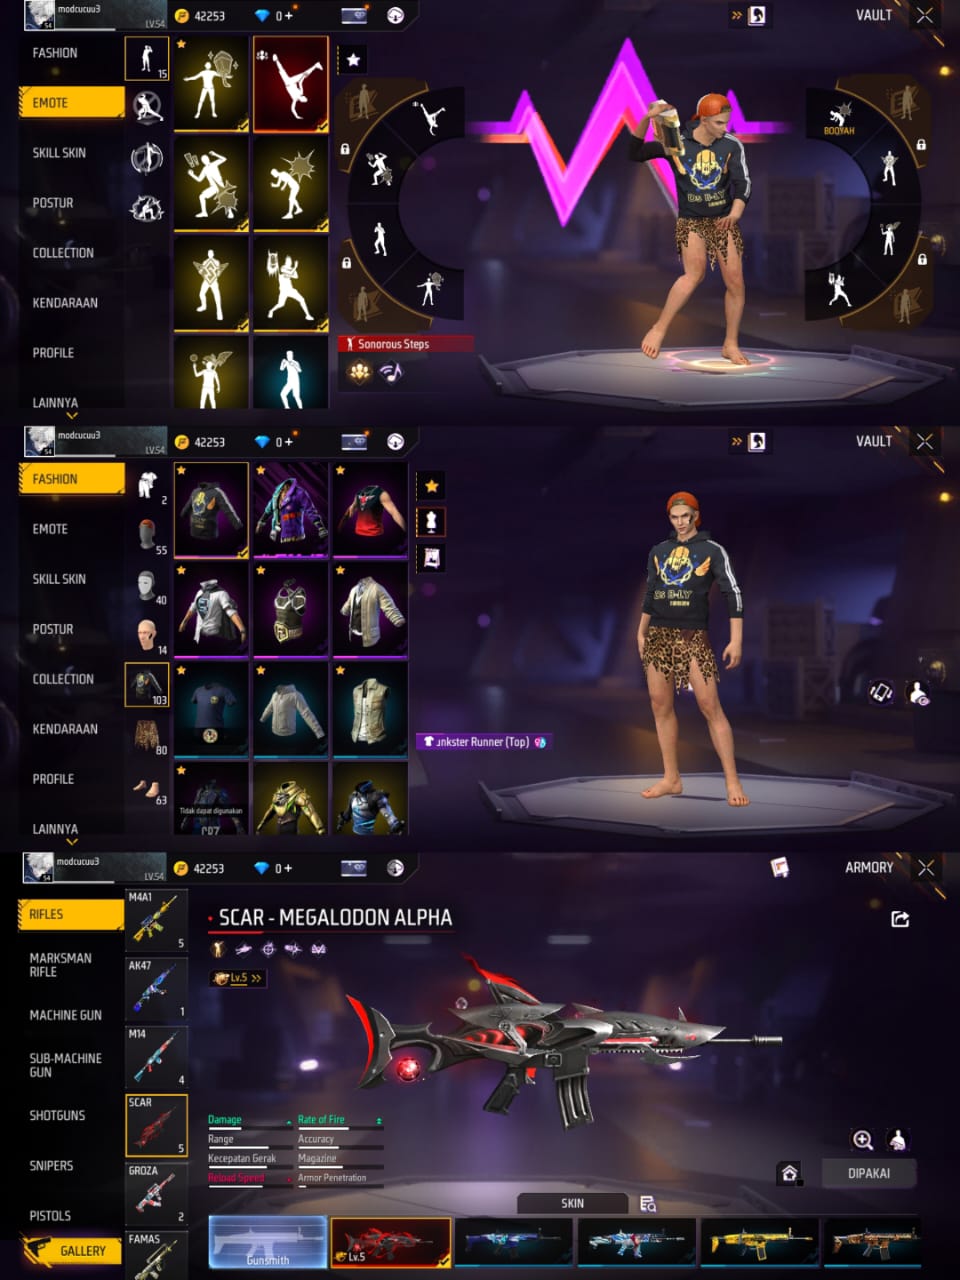 modcucuu3
54
LV.54
42253
0+
VAULT
FASHION
15
EMOTE
SKILL SKIN
POSTUR
COLLECTION
KENDARAAN
PROFILE
LAINNYA
BOOYAH
Sonorous Steps
modcucuu3
54
LV.54
42253
0+
VAULT
FASHION
2
EMOTE
55
SKILL SKIN
40
POSTUR
14
COLLECTION
103
KENDARAAN
80
PROFILE
63
LAINNYA
Tidak dapat digunakan
unkster Runner (Top)
modcucuu3
54
LV.54
42253
0+
ARMORY
RIFLES
MARKSMAN
RIFLE
MACHINE GUN
SUB-MACHINE
GUN
SHOTGUNS
SNIPERS
PISTOLS
GALLERY
M4A1
5
AK47
1
M14
4
SCAR
5
GROZA
2
FAMAS
SCAR - MEGALODON ALPHA
Lv.5
Damage
Rate of Fire
Range
Accuracy
Kecepatan Gerak
Magazine
Reload Speed
Armor Penetration
DIPAKAI
SKIN
Gunsmith
Lv.5